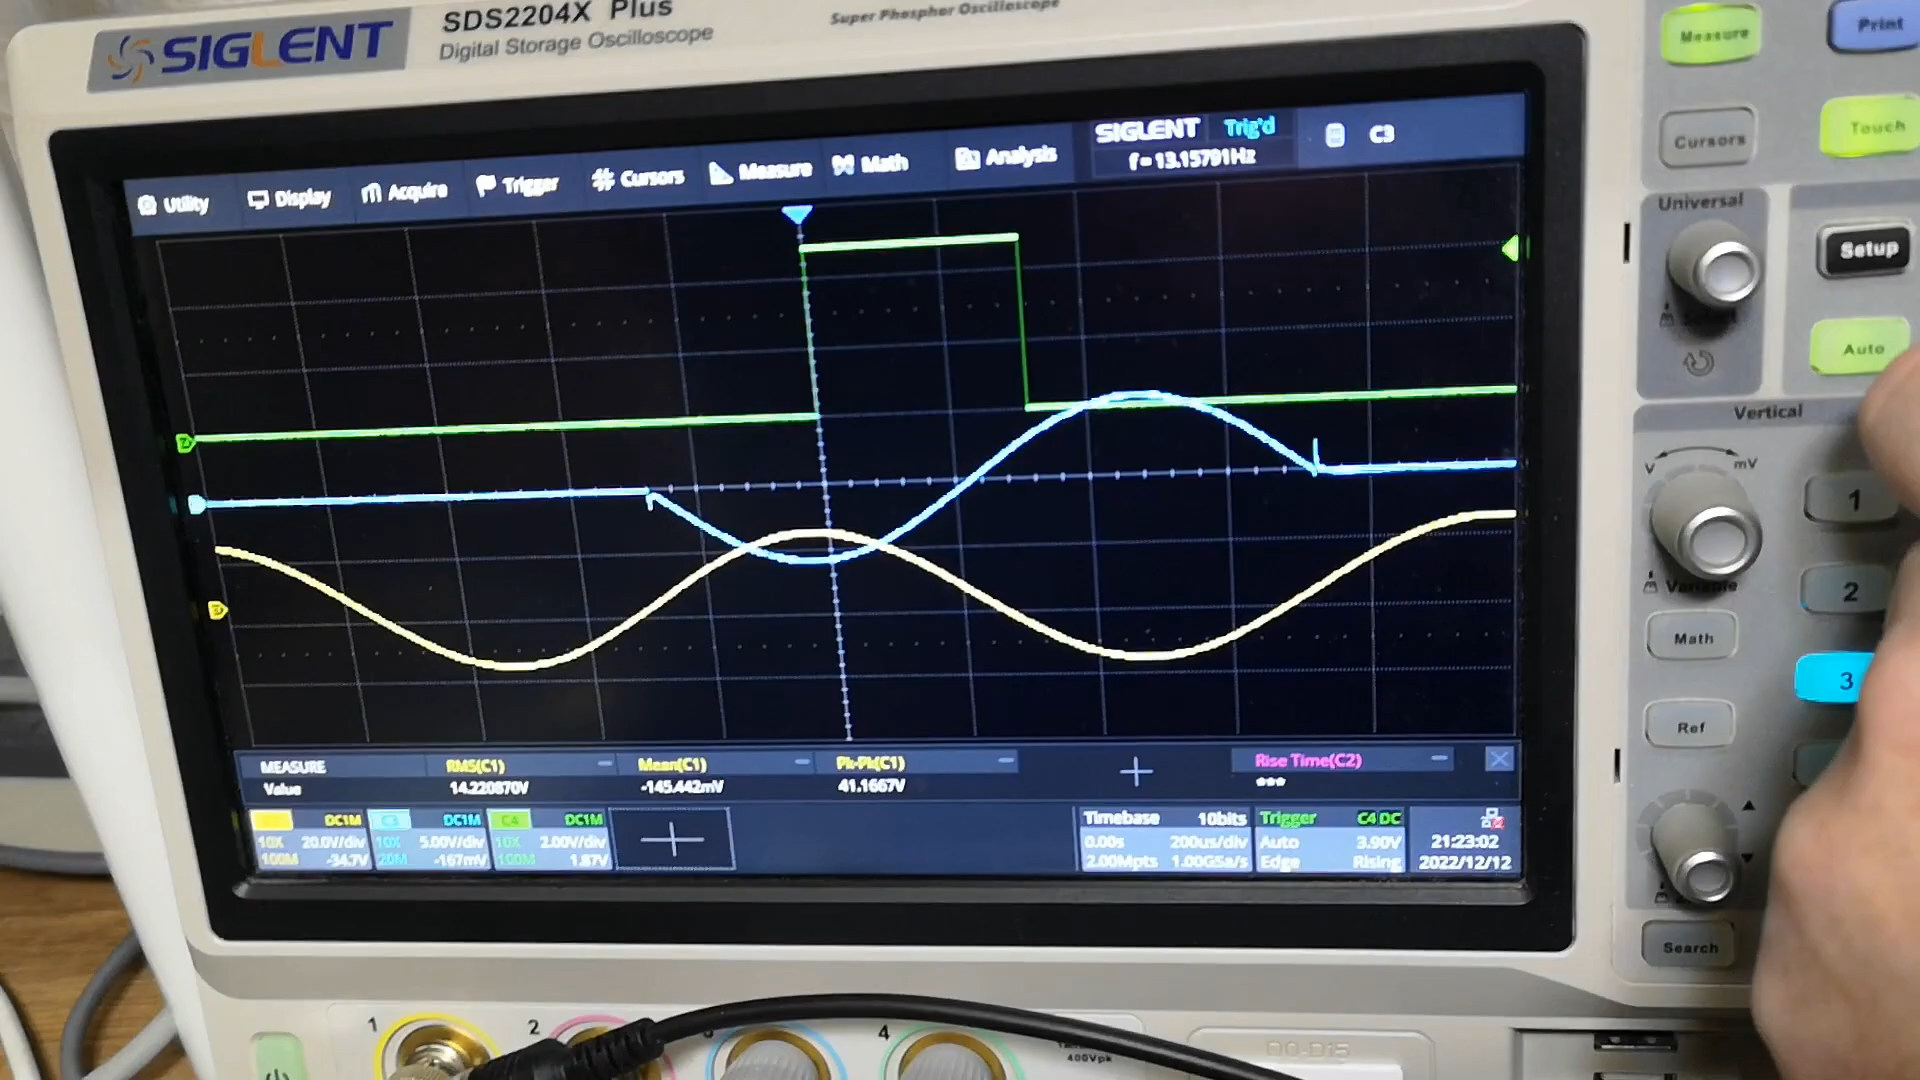 SIGLENT
SDS2204X Plus
Digital Storage Oscilloscope
Super Phosphor Oscilloscope
Measure
Print
Cursors
Touch
Universal
Setup
Auto
Vertical
V
mV
1
Variable
2
Math
3
Ref
Search
Utility
Display
Acquire
Trigger
Cursors
Measure
Math
Analysis
SIGLENT
Trig'd
f = 13.15791Hz
C3
MEASURE
RMS(C1)
Mean(C1)
Pk-Pk(C1)
Rise Time(C2)
Value
14.220870V
-145.442mV
41.1667V
***
DC1M
10X
20.0V/div
100M
-34.7V
C3
DC1M
10X
5.00V/div
20M
-167mV
C4
DC1M
10X
2.00V/div
100M
1.87V
Timebase
10bits
0.00s
200us/div
2.00Mpts
1.00GSa/s
Trigger
C4 DC
Auto
3.90V
Edge
Rising
21:23:02
2022/12/12
1
2
4
400Vpk